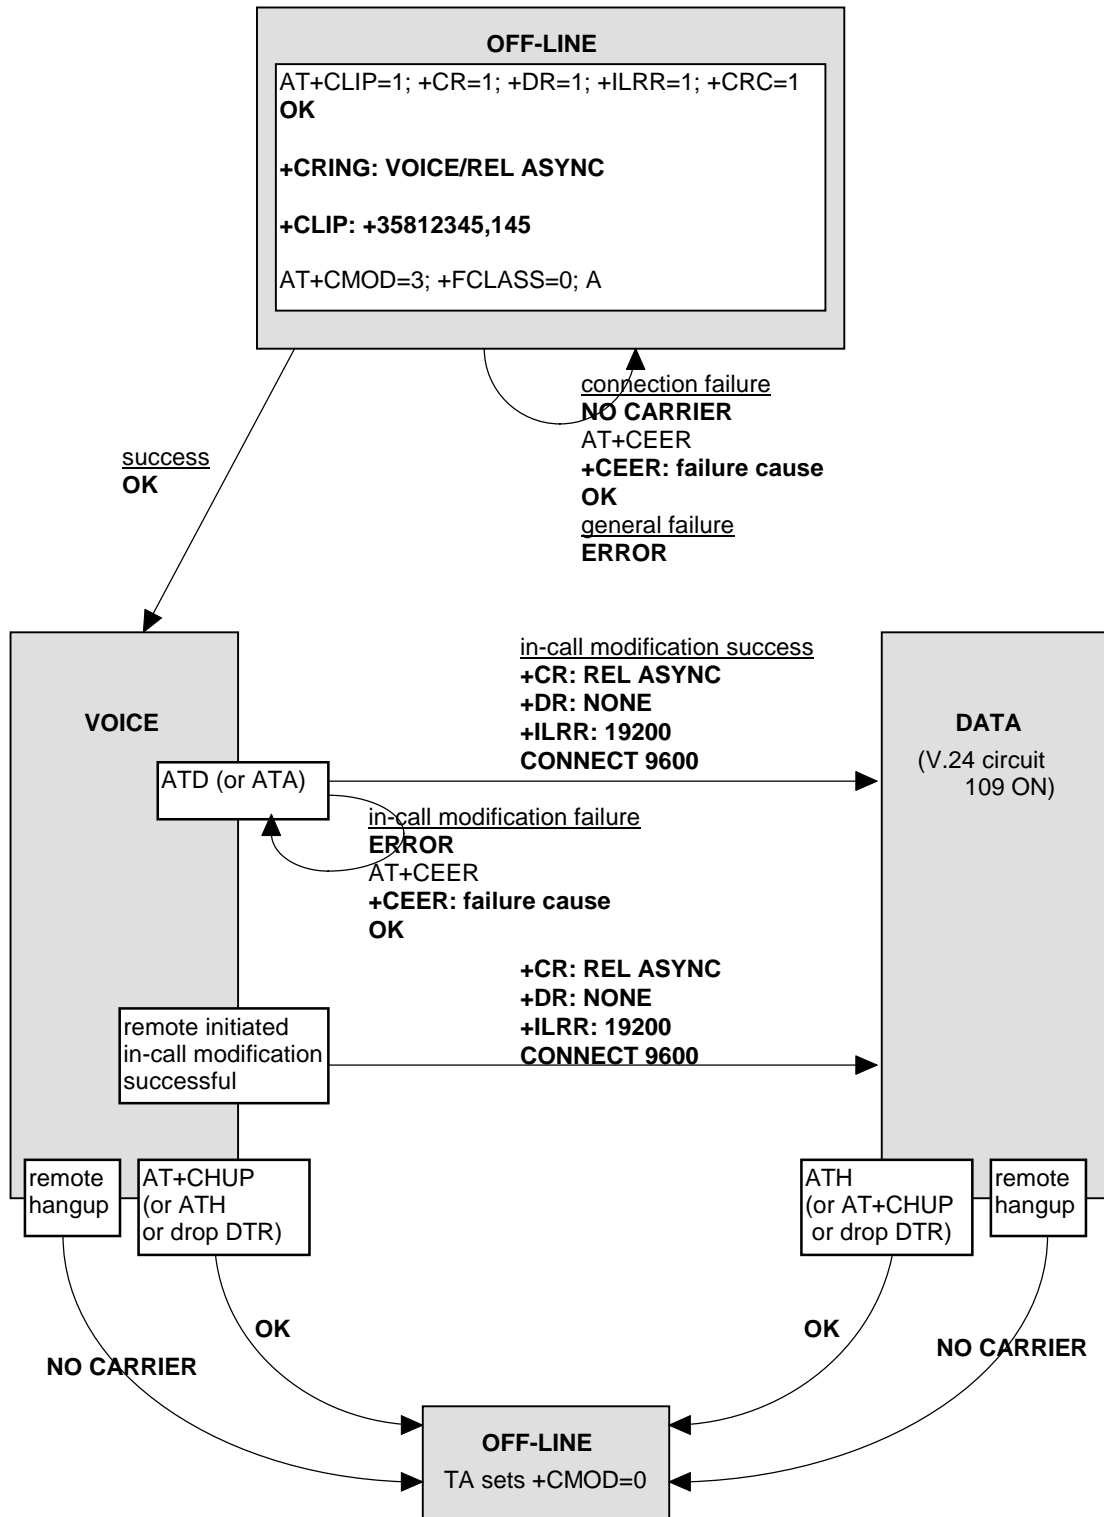 OFF-LINE
AT+CLIP=1; +CR=1; +DR=1; +ILRR=1; +CRC=1
OK
+CRING: VOICE/REL ASYNC
+CLIP: +35812345,145
AT+CMOD=3; +FCLASS=0; A
connection failure
NO CARRIER
AT+CEER
+CEER: failure cause
OK
general failure
ERROR
success
OK
VOICE
in-call modification success
+CR: REL ASYNC
+DR: NONE
+ILRR: 19200
CONNECT 9600
DATA
(V.24 circuit
109 ON)
ATD (or ATA)
in-call modification failure
ERROR
AT+CEER
+CEER: failure cause
OK
+CR: REL ASYNC
+DR: NONE
+ILRR: 19200
CONNECT 9600
remote initiated
in-call modification
successful
remote
hangup
AT+CHUP
(or ATH
or drop DTR)
ATH
(or AT+CHUP
or drop DTR)
remote
hangup
OK
NO CARRIER
OK
NO CARRIER
OFF-LINE
TA sets +CMOD=0